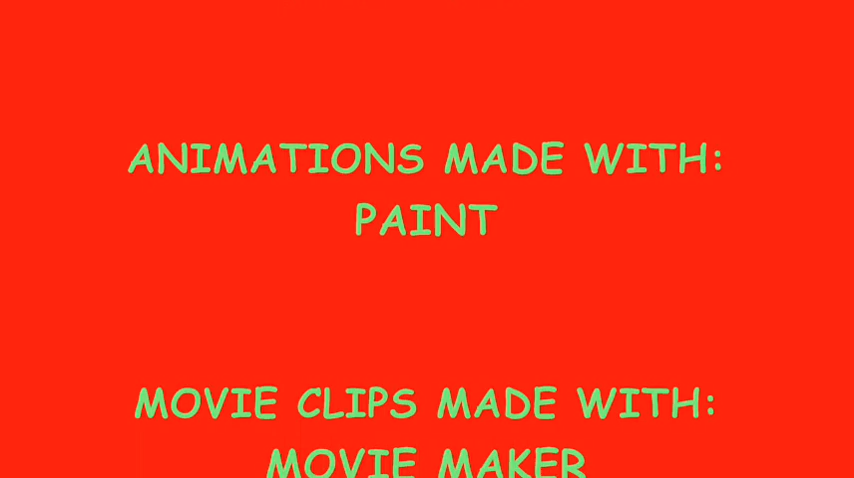 ANIMATIONS MADE WITH:
PAINT
MOVIE CLIPS MADE WITH:
MOVIE MAKER